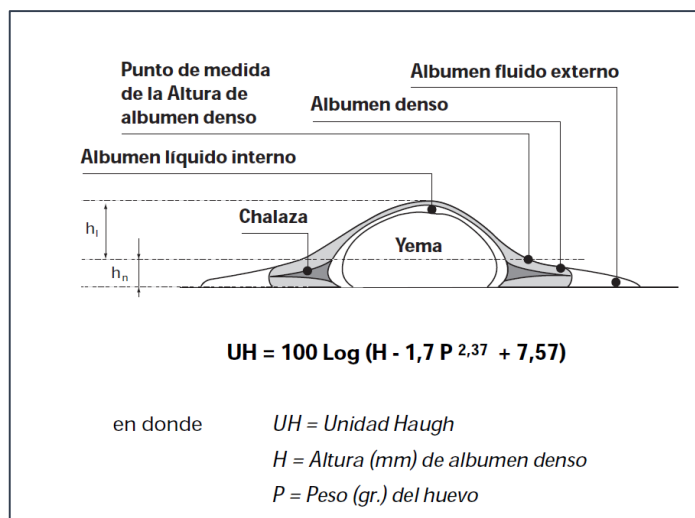 Punto de medida
de la Altura de
albumen denso
Albumen fluido externo
Albumen denso
Albumen líquido interno
Chalaza
Yema
hI
hn
UH = 100 Log (H - 1,7 P 2,37 + 7,57)
en donde
UH = Unidad Haugh
H = Altura (mm) de albumen denso
P = Peso (gr.) del huevo